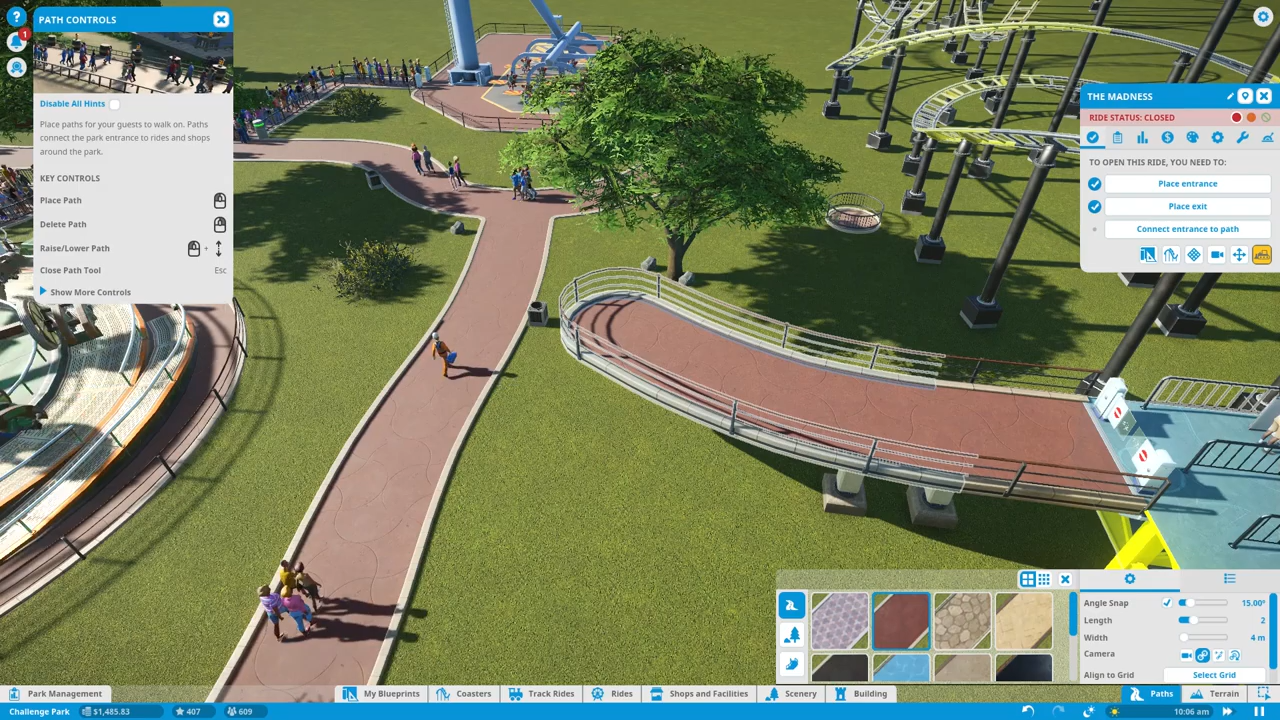 PATH CONTROLS
Disable All Hints
Place paths for your guests to walk on. Paths
connect the park entrance to rides and shops
around the park.
KEY CONTROLS
Place Path
Delete Path
Raise/Lower Path
+
Close Path Tool Esc
Show More Controls
?
1
THE MADNESS
RIDE STATUS: CLOSED
TO OPEN THIS RIDE, YOU NEED TO:
Place entrance
Place exit
Connect entrance to path
Angle Snap 15.00°
Length 2
Width 4 m
Camera
Align to Grid Select Grid
Park Management
My Blueprints
Coasters
Track Rides
Rides
Shops and Facilities
Scenery
Building
Paths
Terrain
Challenge Park
$1,485.83
407
609
10:06 am